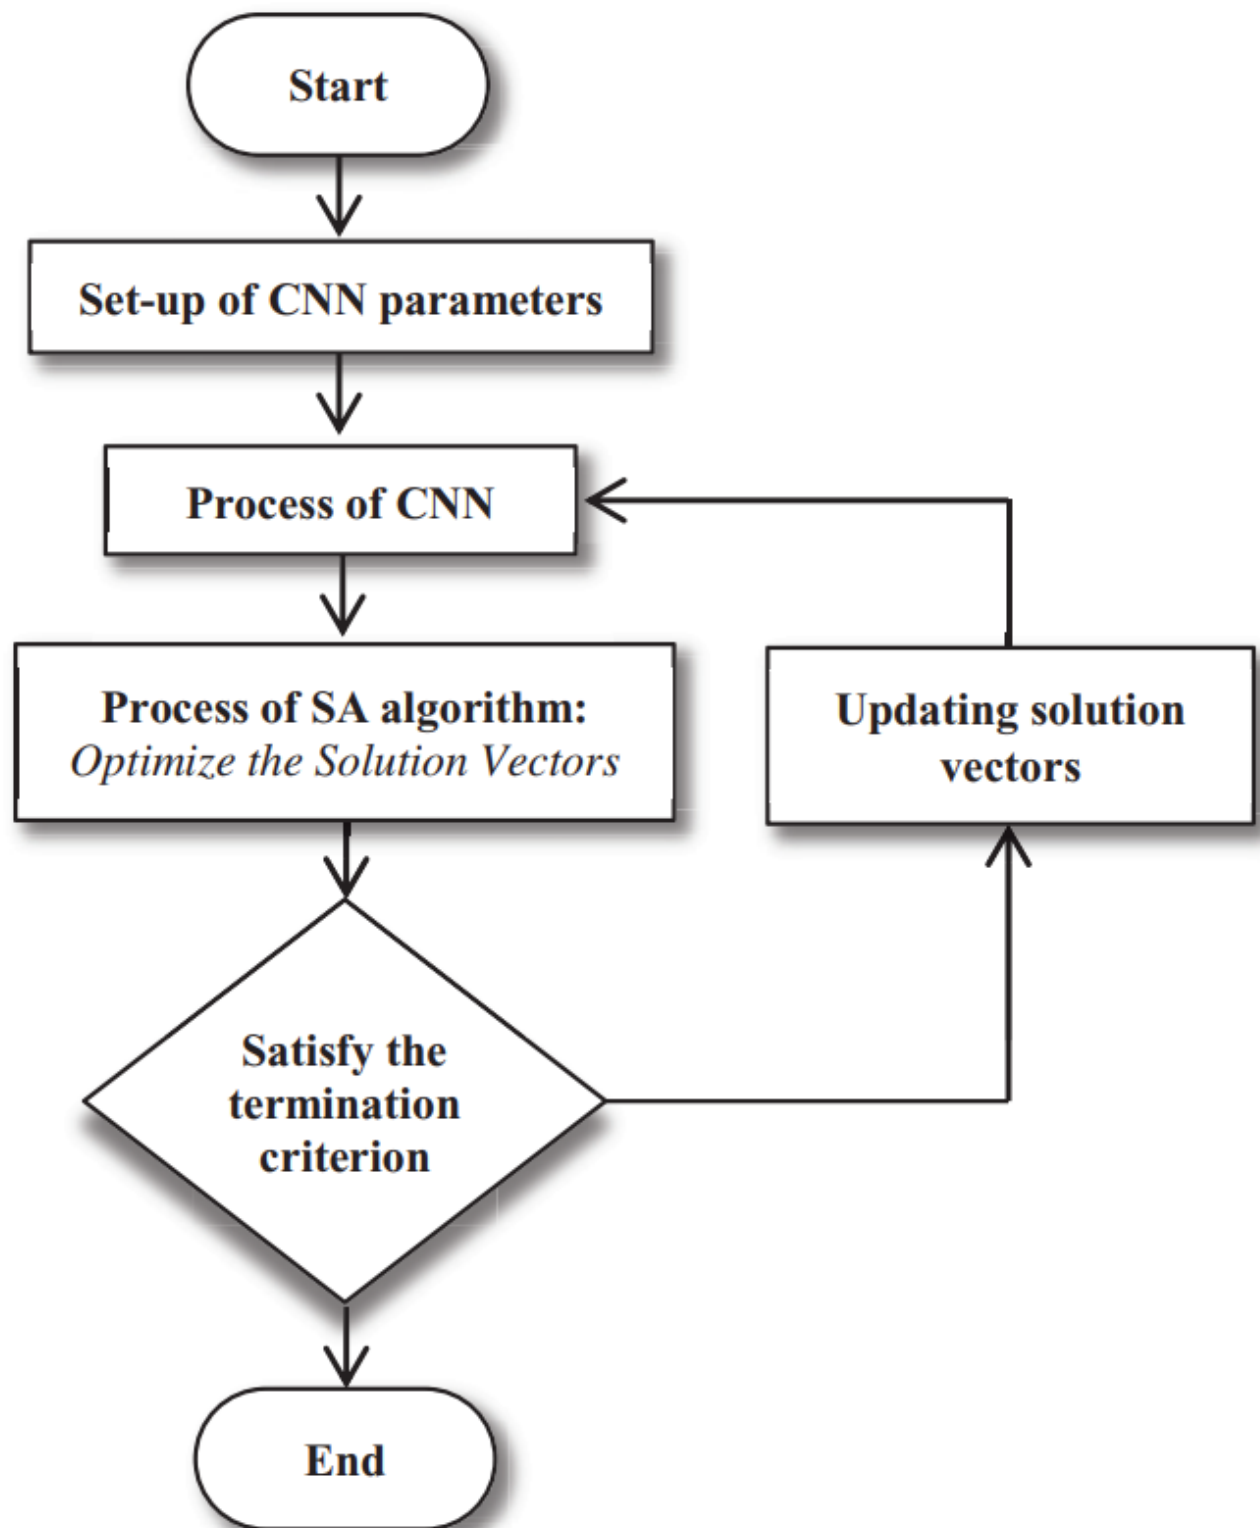 Start
Set-up of CNN parameters
Process of CNN
Process of SA algorithm:
Optimize the Solution Vectors
Updating solution
vectors
Satisfy the
termination
criterion
End